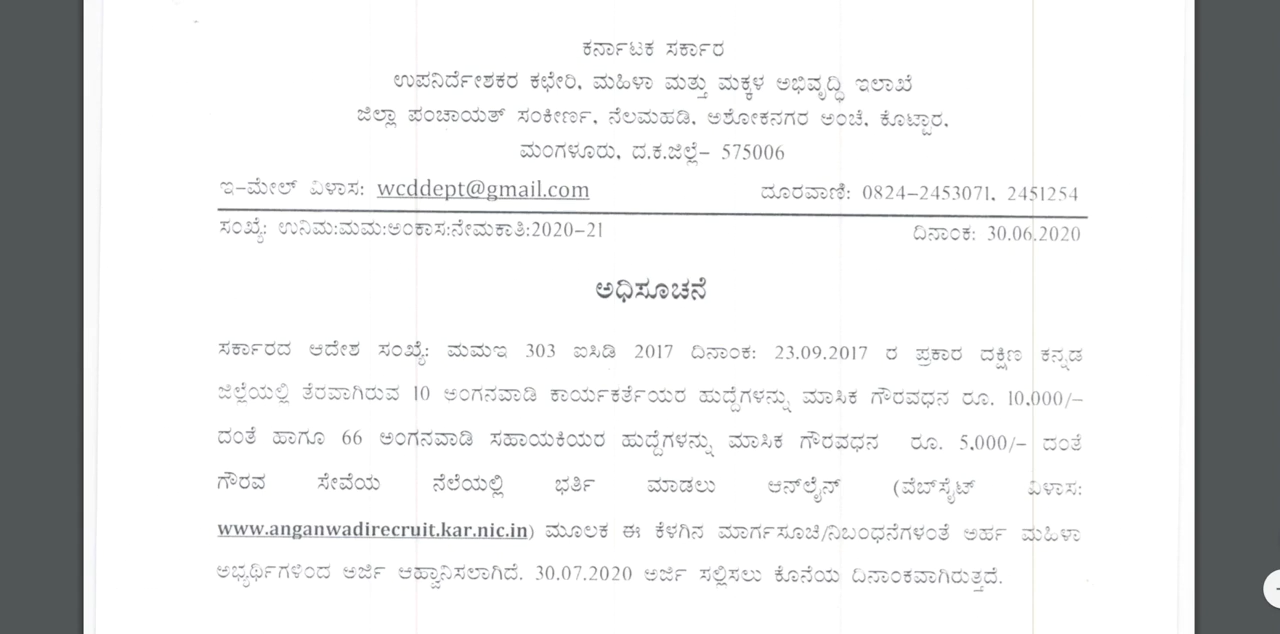 ಕರ್ನಾಟಕ ಸರ್ಕಾರ
ಉಪನಿರ್ದೇಶಕರ ಕಛೇರಿ, ಮಹಿಳಾ ಮತ್ತು ಮಕ್ಕಳ ಅಭಿವೃದ್ಧಿ ಇಲಾಖೆ
ಜಿಲ್ಲಾ ಪಂಚಾಯತ್ ಸಂಕೀರ್ಣ, ನೆಲಮಹಡಿ, ಅಶೋಕನಗರ ಅಂಚೆ, ಕೊಟ್ಟಾರ,
ಮಂಗಳೂರು, ದ.ಕ.ಜಿಲ್ಲೆ– 575006
ಇ–ಮೇಲ್ ವಿಳಾಸ: wcddept@gmail.com ದೂರವಾಣಿ: 0824–2453071, 2451254
ಸಂಖ್ಯೆ: ಉನಿಮ:ಮಮ:ಅಂಕಾಸ:ನೇಮಕಾತಿ:2020–21 ದಿನಾಂಕ: 30.06.2020
ಅಧಿಸೂಚನೆ
ಸರ್ಕಾರದ ಆದೇಶ ಸಂಖ್ಯೆ: ಮಮಇ 303 ಐಸಿಡಿ 2017 ದಿನಾಂಕ: 23.09.2017 ರ ಪ್ರಕಾರ ದಕ್ಷಿಣ ಕನ್ನಡ
ಜಿಲ್ಲೆಯಲ್ಲಿ ತೆರವಾಗಿರುವ 10 ಅಂಗನವಾಡಿ ಕಾರ್ಯಕರ್ತೆಯರ ಹುದ್ದೆಗಳನ್ನು ಮಾಸಿಕ ಗೌರವಧನ ರೂ. 10,000/–
ದಂತೆ ಹಾಗೂ 66 ಅಂಗನವಾಡಿ ಸಹಾಯಕಿಯರ ಹುದ್ದೆಗಳನ್ನು ಮಾಸಿಕ ಗೌರವಧನ ರೂ. 5,000/– ದಂತೆ
ಗೌರವ ಸೇವೆಯ ನೆಲೆಯಲ್ಲಿ ಭರ್ತಿ ಮಾಡಲು ಆನ್‌ಲೈನ್ (ವೆಬ್‌ಸೈಟ್ ವಿಳಾಸ:
www.anganwadirecruit.kar.nic.in) ಮೂಲಕ ಈ ಕೆಳಗಿನ ಮಾರ್ಗಸೂಚಿ/ನಿಬಂಧನೆಗಳಂತೆ ಅರ್ಹ ಮಹಿಳಾ
ಅಭ್ಯರ್ಥಿಗಳಿಂದ ಅರ್ಜಿ ಆಹ್ವಾನಿಸಲಾಗಿದೆ. 30.07.2020 ಅರ್ಜಿ ಸಲ್ಲಿಸಲು ಕೊನೆಯ ದಿನಾಂಕವಾಗಿರುತ್ತದೆ.